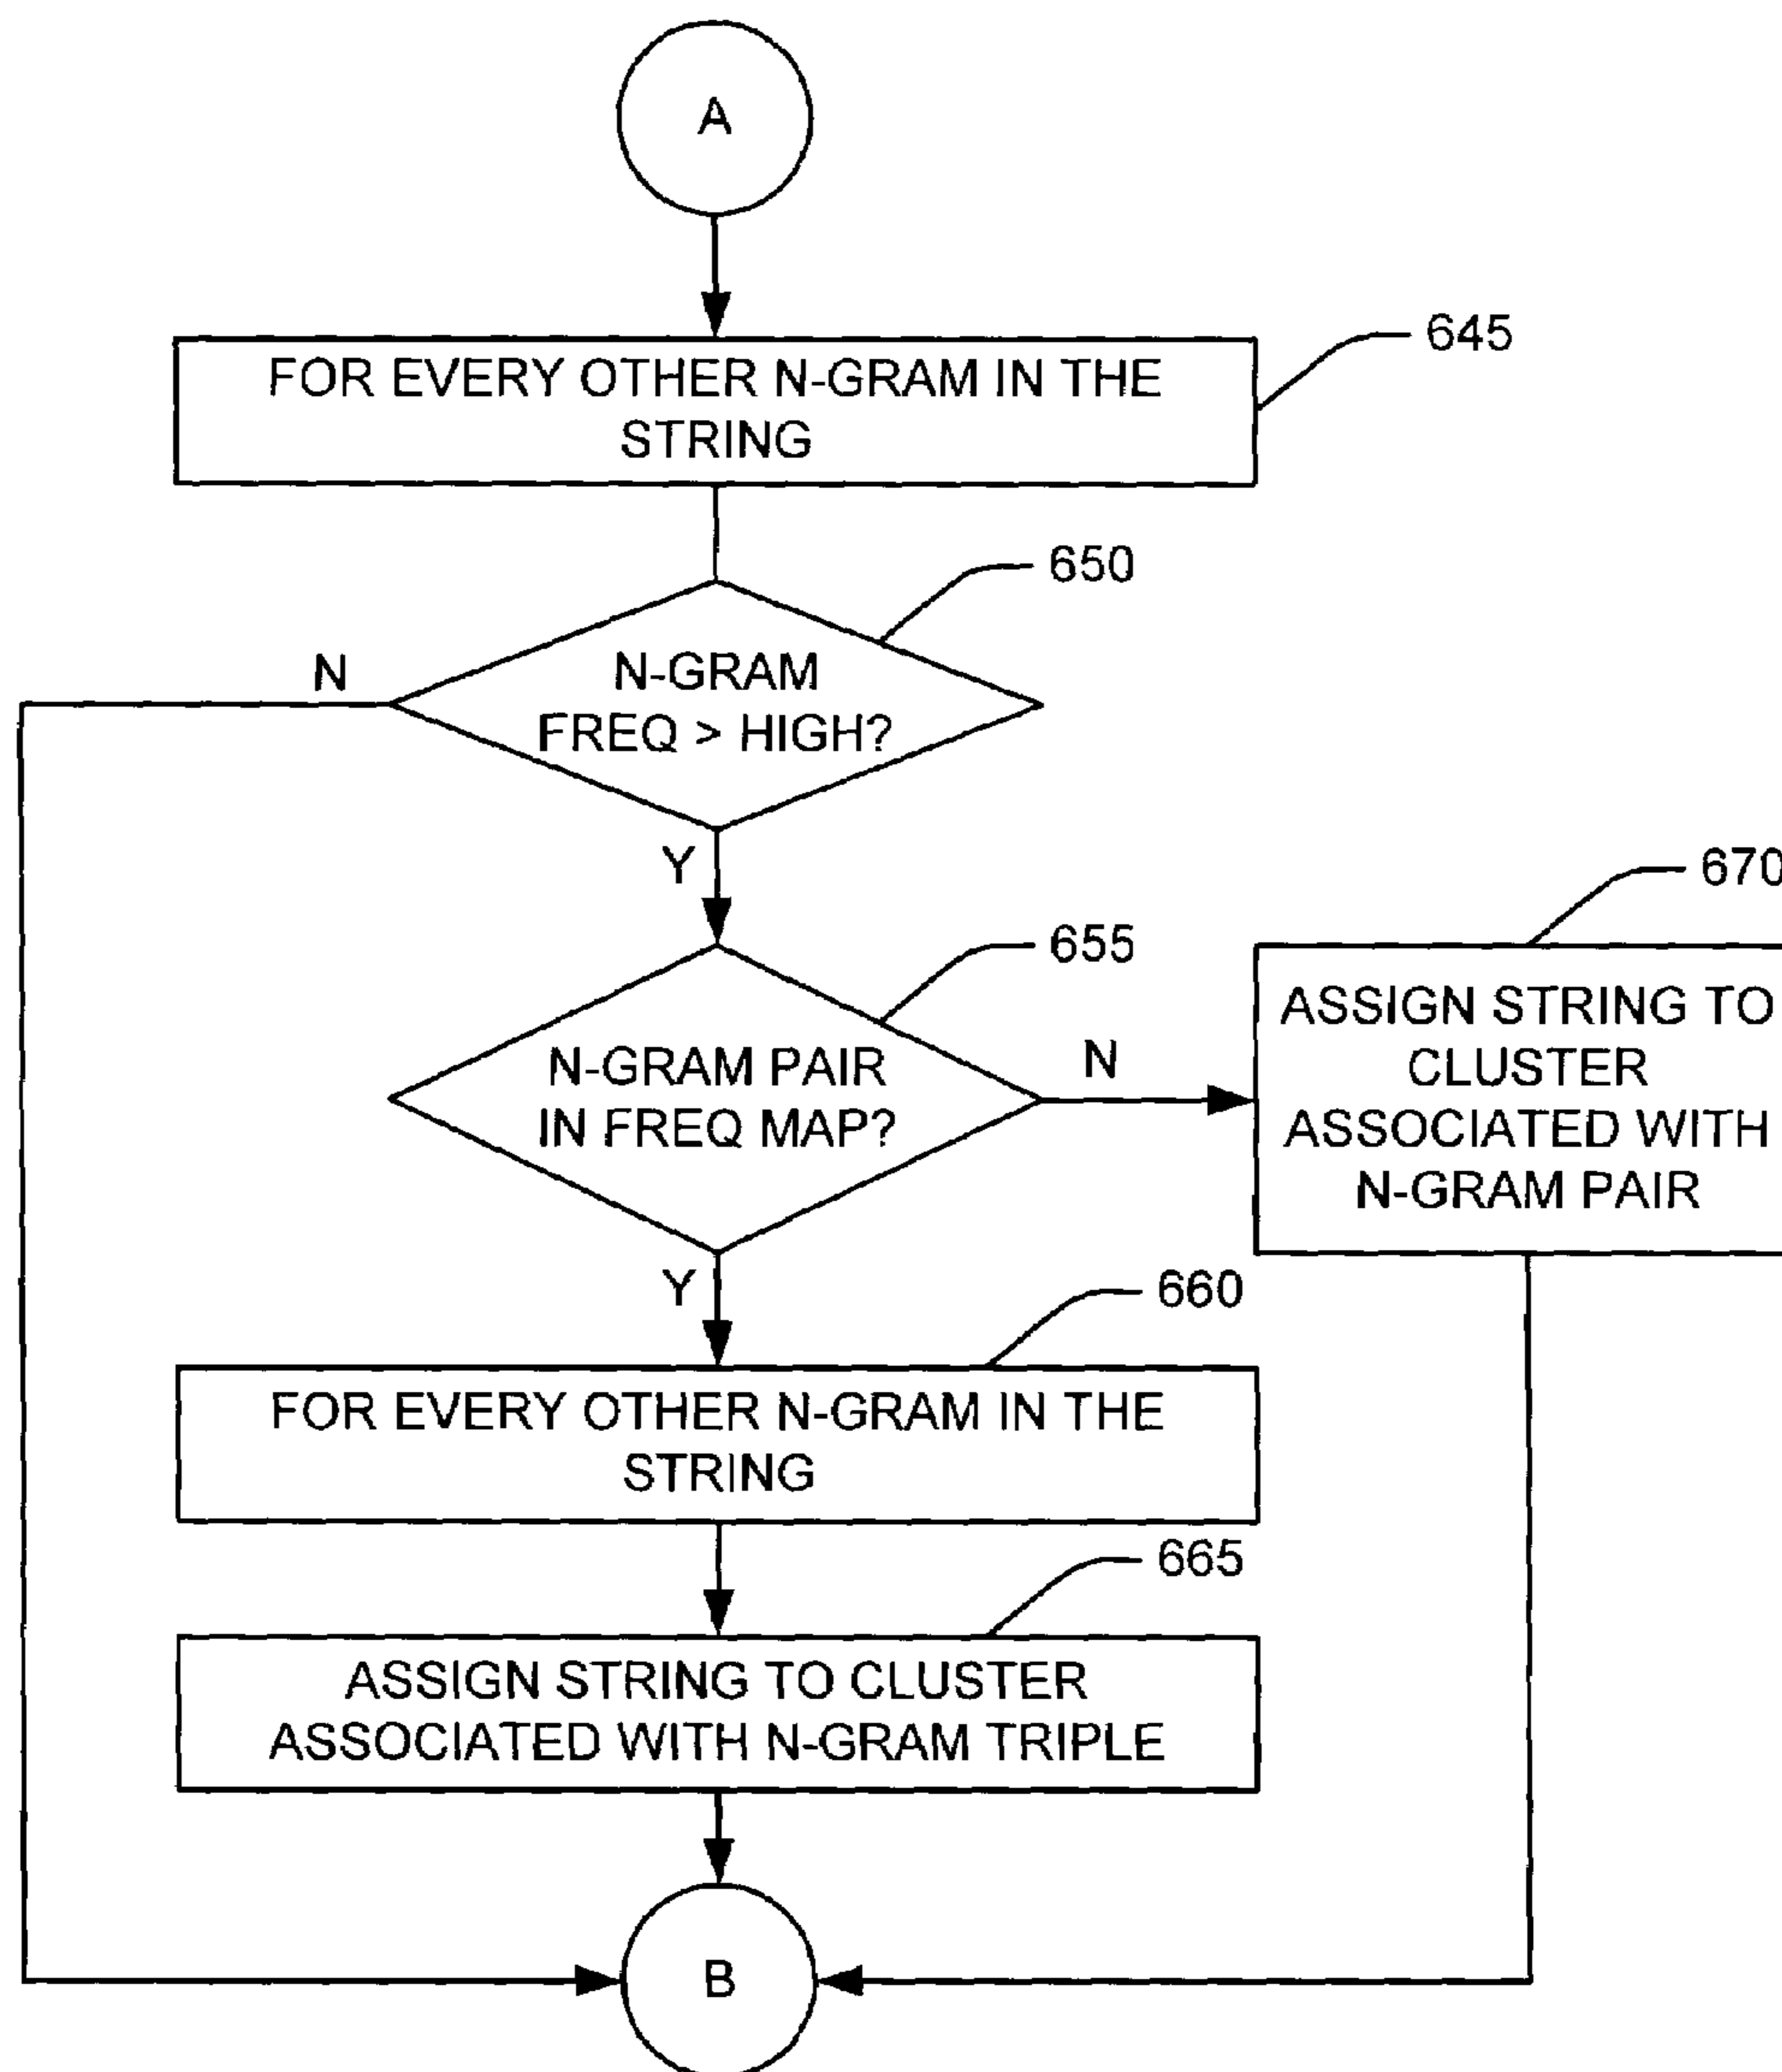 A
645
FOR EVERY OTHER N-GRAM IN THE
STRING
650
N
N-GRAM
FREQ > HIGH?
Y
670
655
N-GRAM PAIR
IN FREQ MAP?
N
ASSIGN STRING TO
CLUSTER
ASSOCIATED WITH
N-GRAM PAIR
Y
660
FOR EVERY OTHER N-GRAM IN THE
STRING
665
ASSIGN STRING TO CLUSTER
ASSOCIATED WITH N-GRAM TRIPLE
B